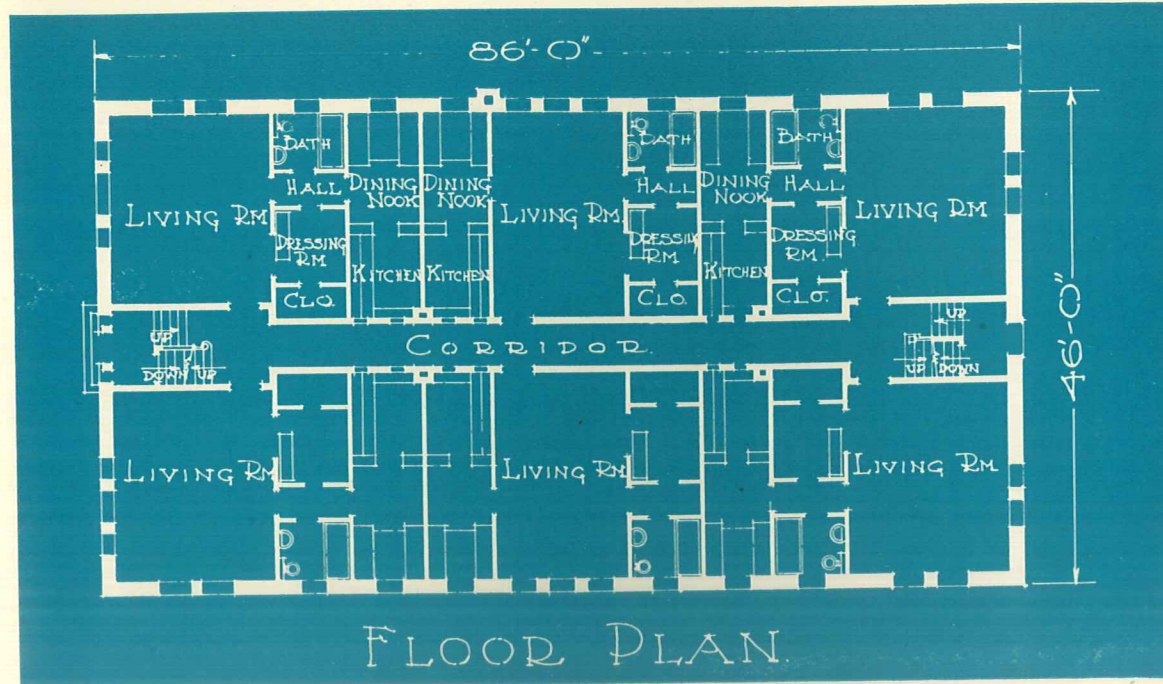 86'-0"
BATH
BATH
BATH
HALL
DINING
NOOK
DINING
NOOK
HALL
DINING
NOOK
HALL
LIVING RM
LIVING RM
LIVING RM
DRESSING
RM
DRESSING
RM
DRESSING
RM.
KITCHEN
KITCHEN
KITCHEN
CLO.
CLO.
CLO.
UP
DOWN
UP
CORRIDOR.
UP
UP
DOWN
46'-0"
LIVING RM
LIVING RM
LIVING RM
FLOOR PLAN.